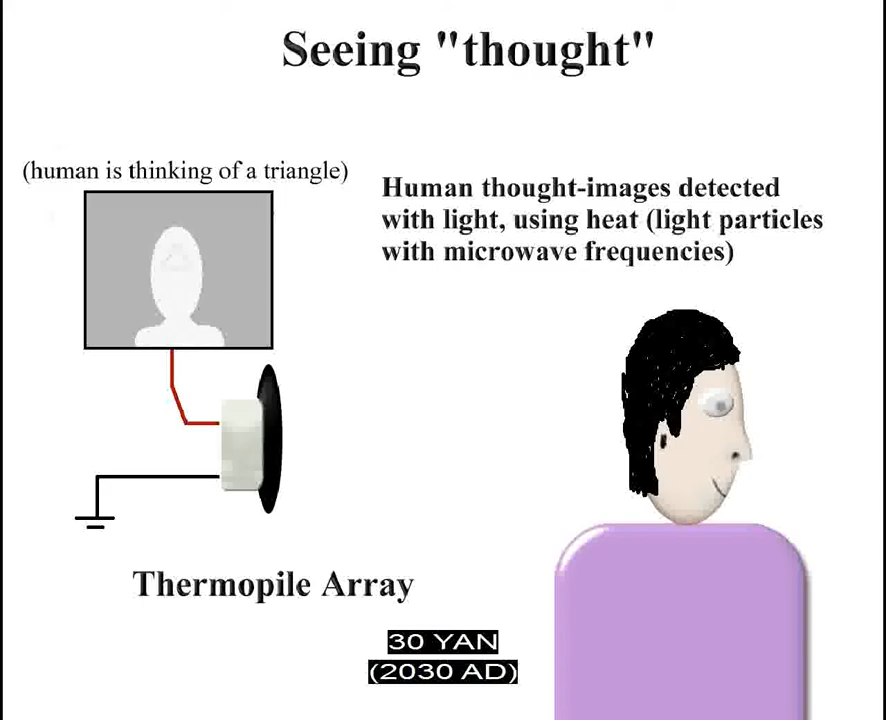 Seeing "thought"
(human is thinking of a triangle)
Human thought-images detected
with light, using heat (light particles
with microwave frequencies)
Thermopile Array
30 YAN
(2030 AD)